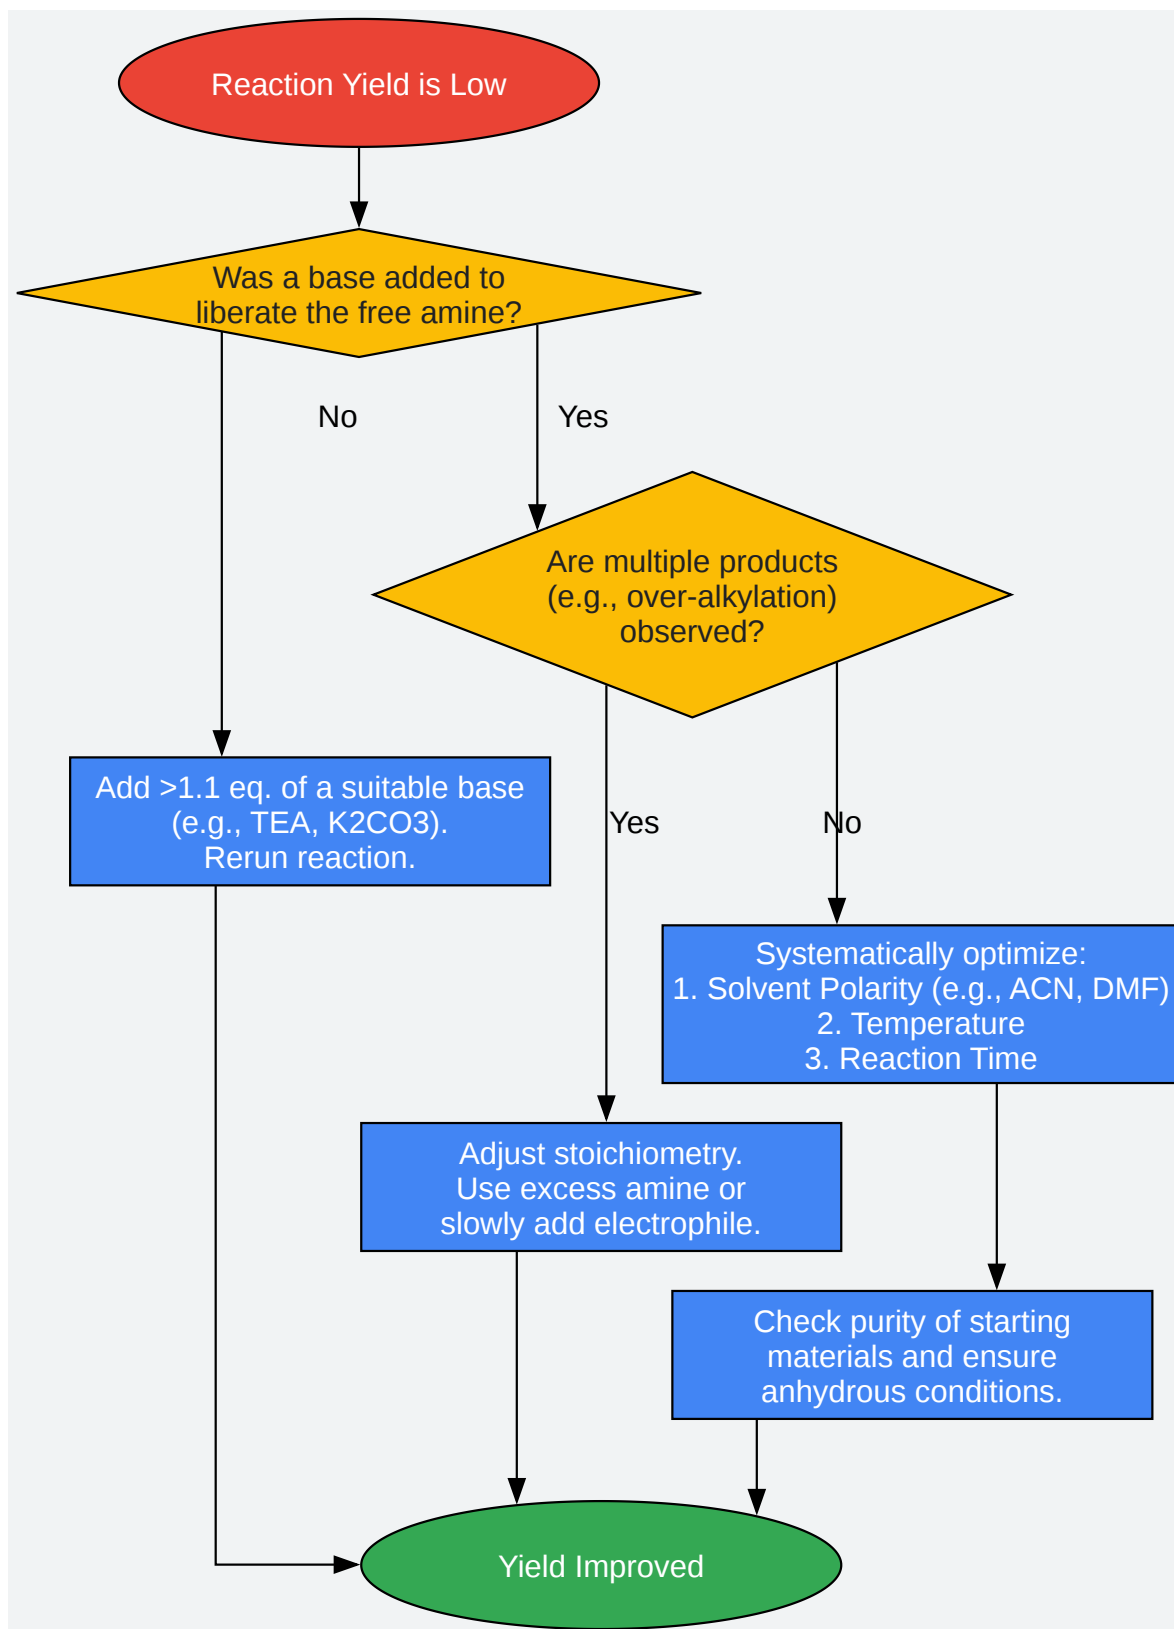 Reaction Yield is Low
Was a base added to
liberate the free amine?
No
Yes
Are multiple products
(e.g., over-alkylation)
observed?
Add >1.1 eq. of a suitable base
(e.g., TEA, K2CO3).
Rerun reaction.
Yes
No
Systematically optimize:
1. Solvent Polarity (e.g., ACN, DMF)
2. Temperature
3. Reaction Time
Adjust stoichiometry.
Use excess amine or
slowly add electrophile.
Check purity of starting
materials and ensure
anhydrous conditions.
Yield Improved